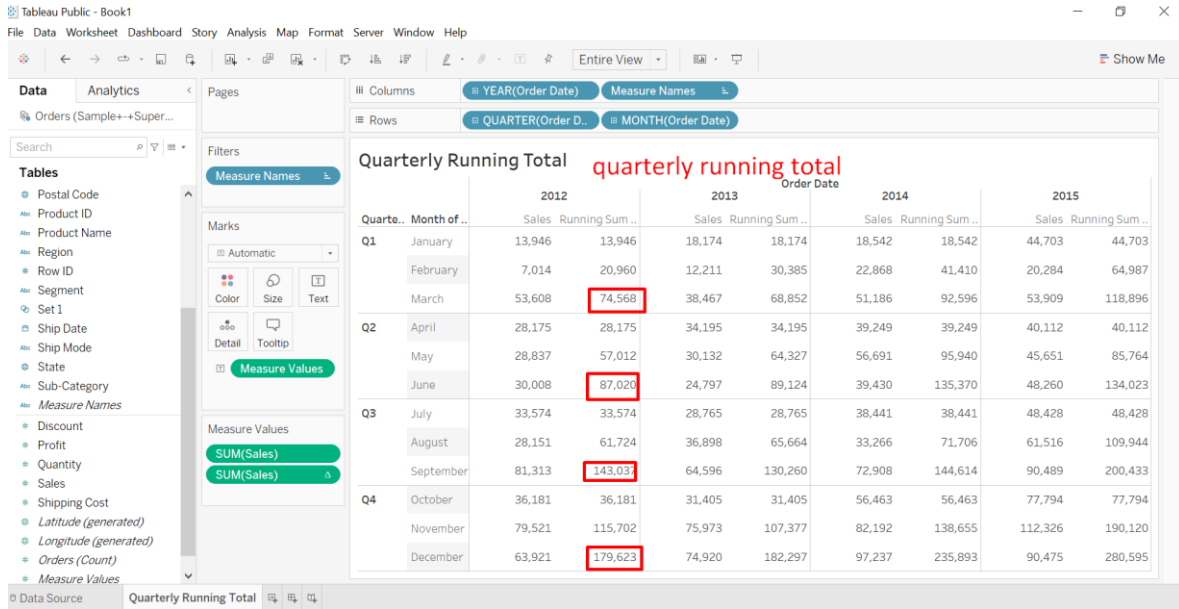 Tableau Public - Book1
File Data Worksheet Dashboard Story Analysis Map Format Server Window Help
Entire View
Show Me
Data Analytics
Orders (Sample+-+Super...
Search
Tables
Postal Code
Abc Product ID
Abc Product Name
Abc Region
# Row ID
Abc Segment
Set 1
Ship Date
Abc Ship Mode
State
Abc Sub-Category
Abc Measure Names
# Discount
# Profit
# Quantity
# Sales
# Shipping Cost
Latitude (generated)
Longitude (generated)
# Orders (Count)
# Measure Values
Pages
Filters
Measure Names
Marks
Automatic
Color Size Text
Detail Tooltip
Measure Values
Measure Values
SUM(Sales)
SUM(Sales) Δ
iii Columns YEAR(Order Date) Measure Names
Rows QUARTER(Order D.. MONTH(Order Date)
Quarterly Running Total quarterly running total
Order Date
2012 2013 2014 2015
Quarte.. Month of .. Sales Running Sum .. Sales Running Sum .. Sales Running Sum .. Sales Running Sum ..
Q1 January 13,946 13,946 18,174 18,174 18,542 18,542 44,703 44,703
February 7,014 20,960 12,211 30,385 22,868 41,410 20,284 64,987
March 53,608 74,568 38,467 68,852 51,186 92,596 53,909 118,896
Q2 April 28,175 28,175 34,195 34,195 39,249 39,249 40,112 40,112
May 28,837 57,012 30,132 64,327 56,691 95,940 45,651 85,764
June 30,008 87,020 24,797 89,124 39,430 135,370 48,260 134,023
Q3 July 33,574 33,574 28,765 28,765 38,441 38,441 48,428 48,428
August 28,151 61,724 36,898 65,664 33,266 71,706 61,516 109,944
September 81,313 143,037 64,596 130,260 72,908 144,614 90,489 200,433
Q4 October 36,181 36,181 31,405 31,405 56,463 56,463 77,794 77,794
November 79,521 115,702 75,973 107,377 82,192 138,655 112,326 190,120
December 63,921 179,623 74,920 182,297 97,237 235,893 90,475 280,595
Data Source Quarterly Running Total